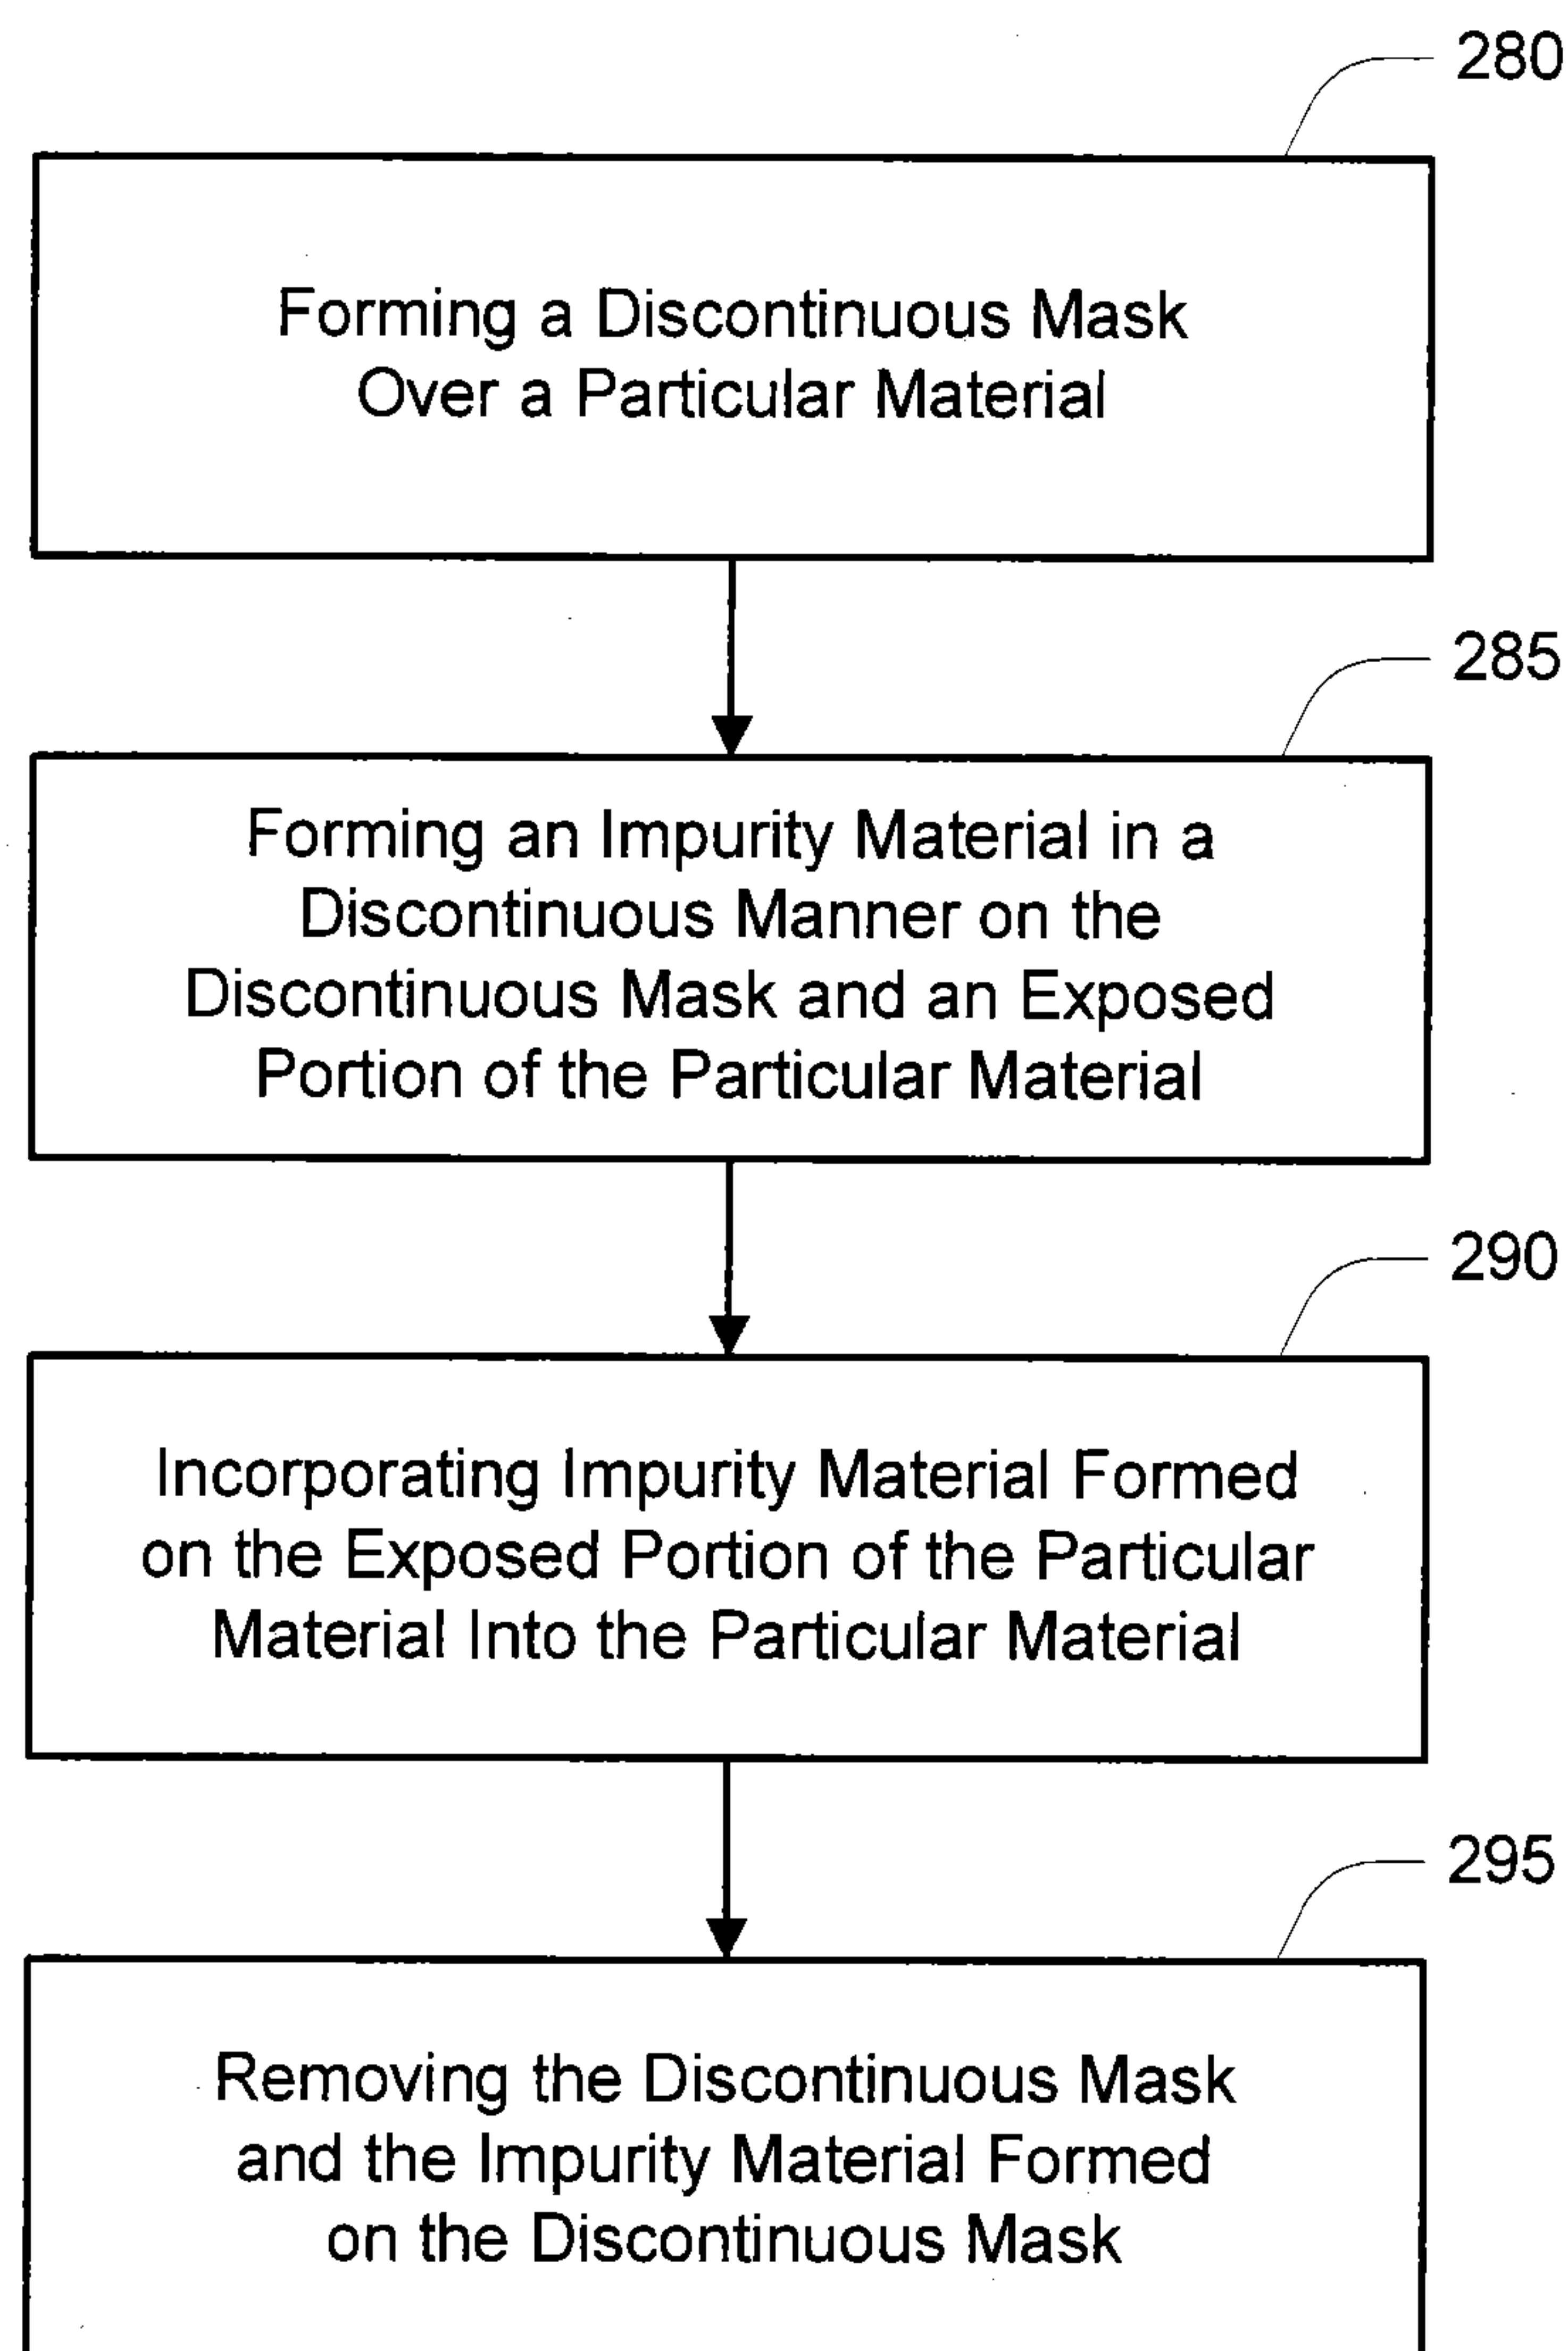 280
Forming a Discontinuous Mask
Over a Particular Material
285
Forming an Impurity Material in a
Discontinuous Manner on the
Discontinuous Mask and an Exposed
Portion of the Particular Material
290
Incorporating Impurity Material Formed
on the Exposed Portion of the Particular
Material Into the Particular Material
295
Removing the Discontinuous Mask
and the Impurity Material Formed
on the Discontinuous Mask